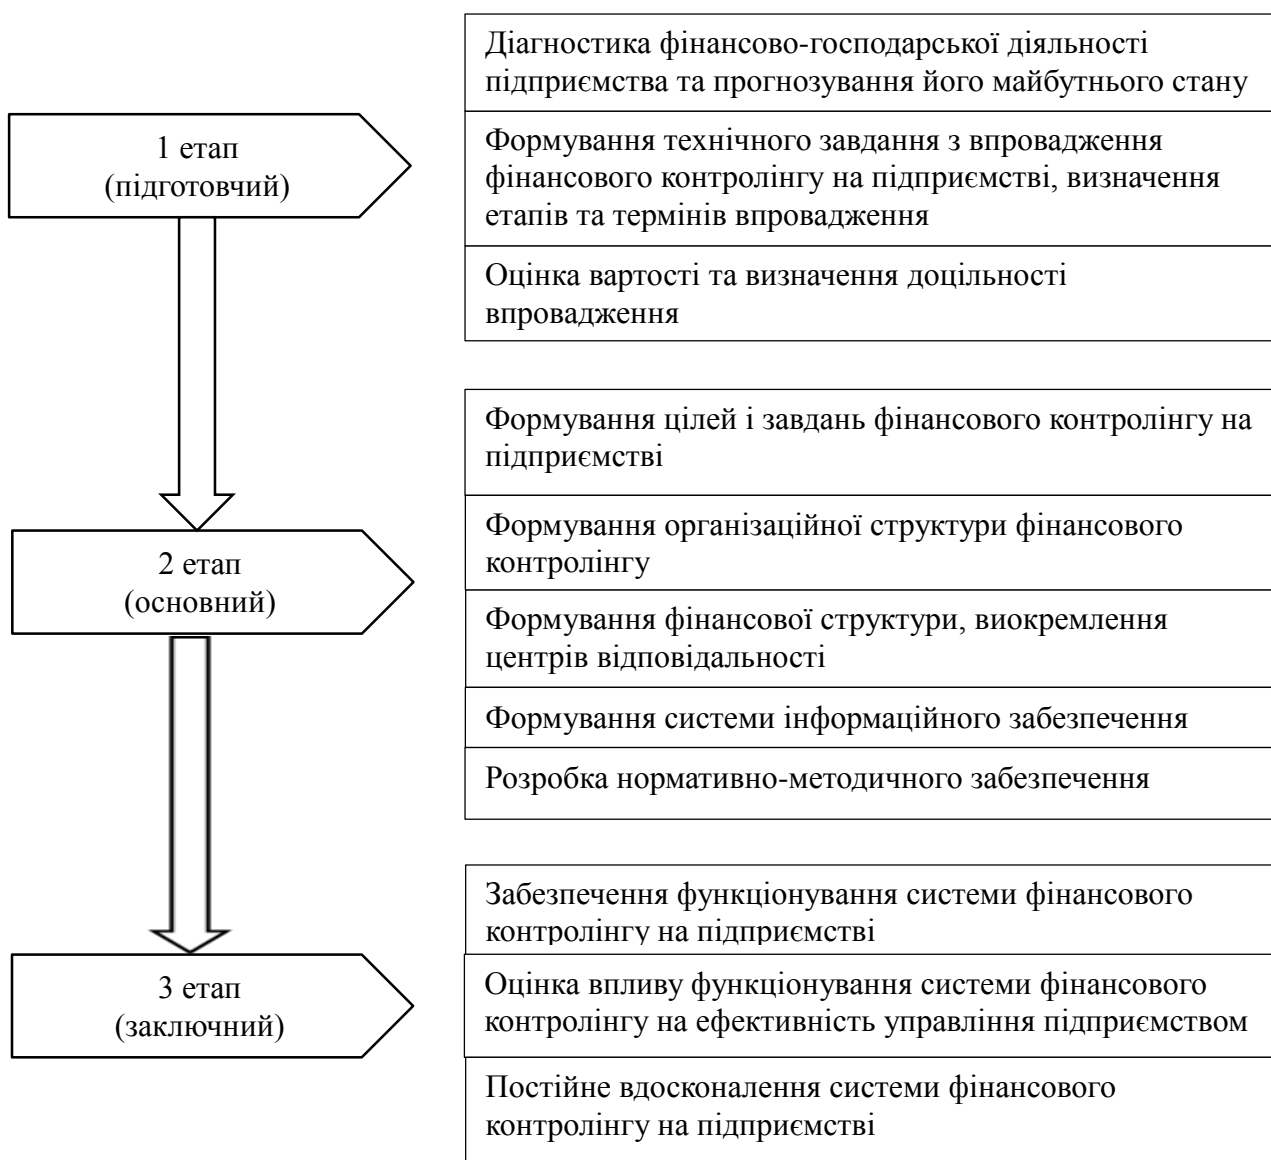 1 етап
(підготовчий)
Діагностика фінансово-господарської діяльності
підприємства та прогнозування його майбутнього стану
Формування технічного завдання з впровадження
фінансового контролінгу на підприємстві, визначення
етапів та термінів впровадження
Оцінка вартості та визначення доцільності
впровадження
2 етап
(основний)
Формування цілей і завдань фінансового контролінгу на
підприємстві
Формування організаційної структури фінансового
контролінгу
Формування фінансової структури, виокремлення
центрів відповідальності
Формування системи інформаційного забезпечення
Розробка нормативно-методичного забезпечення
3 етап
(заключний)
Забезпечення функціонування системи фінансового
контролінгу на підприємстві
Оцінка впливу функціонування системи фінансового
контролінгу на ефективність управління підприємством
Постійне вдосконалення системи фінансового
контролінгу на підприємстві